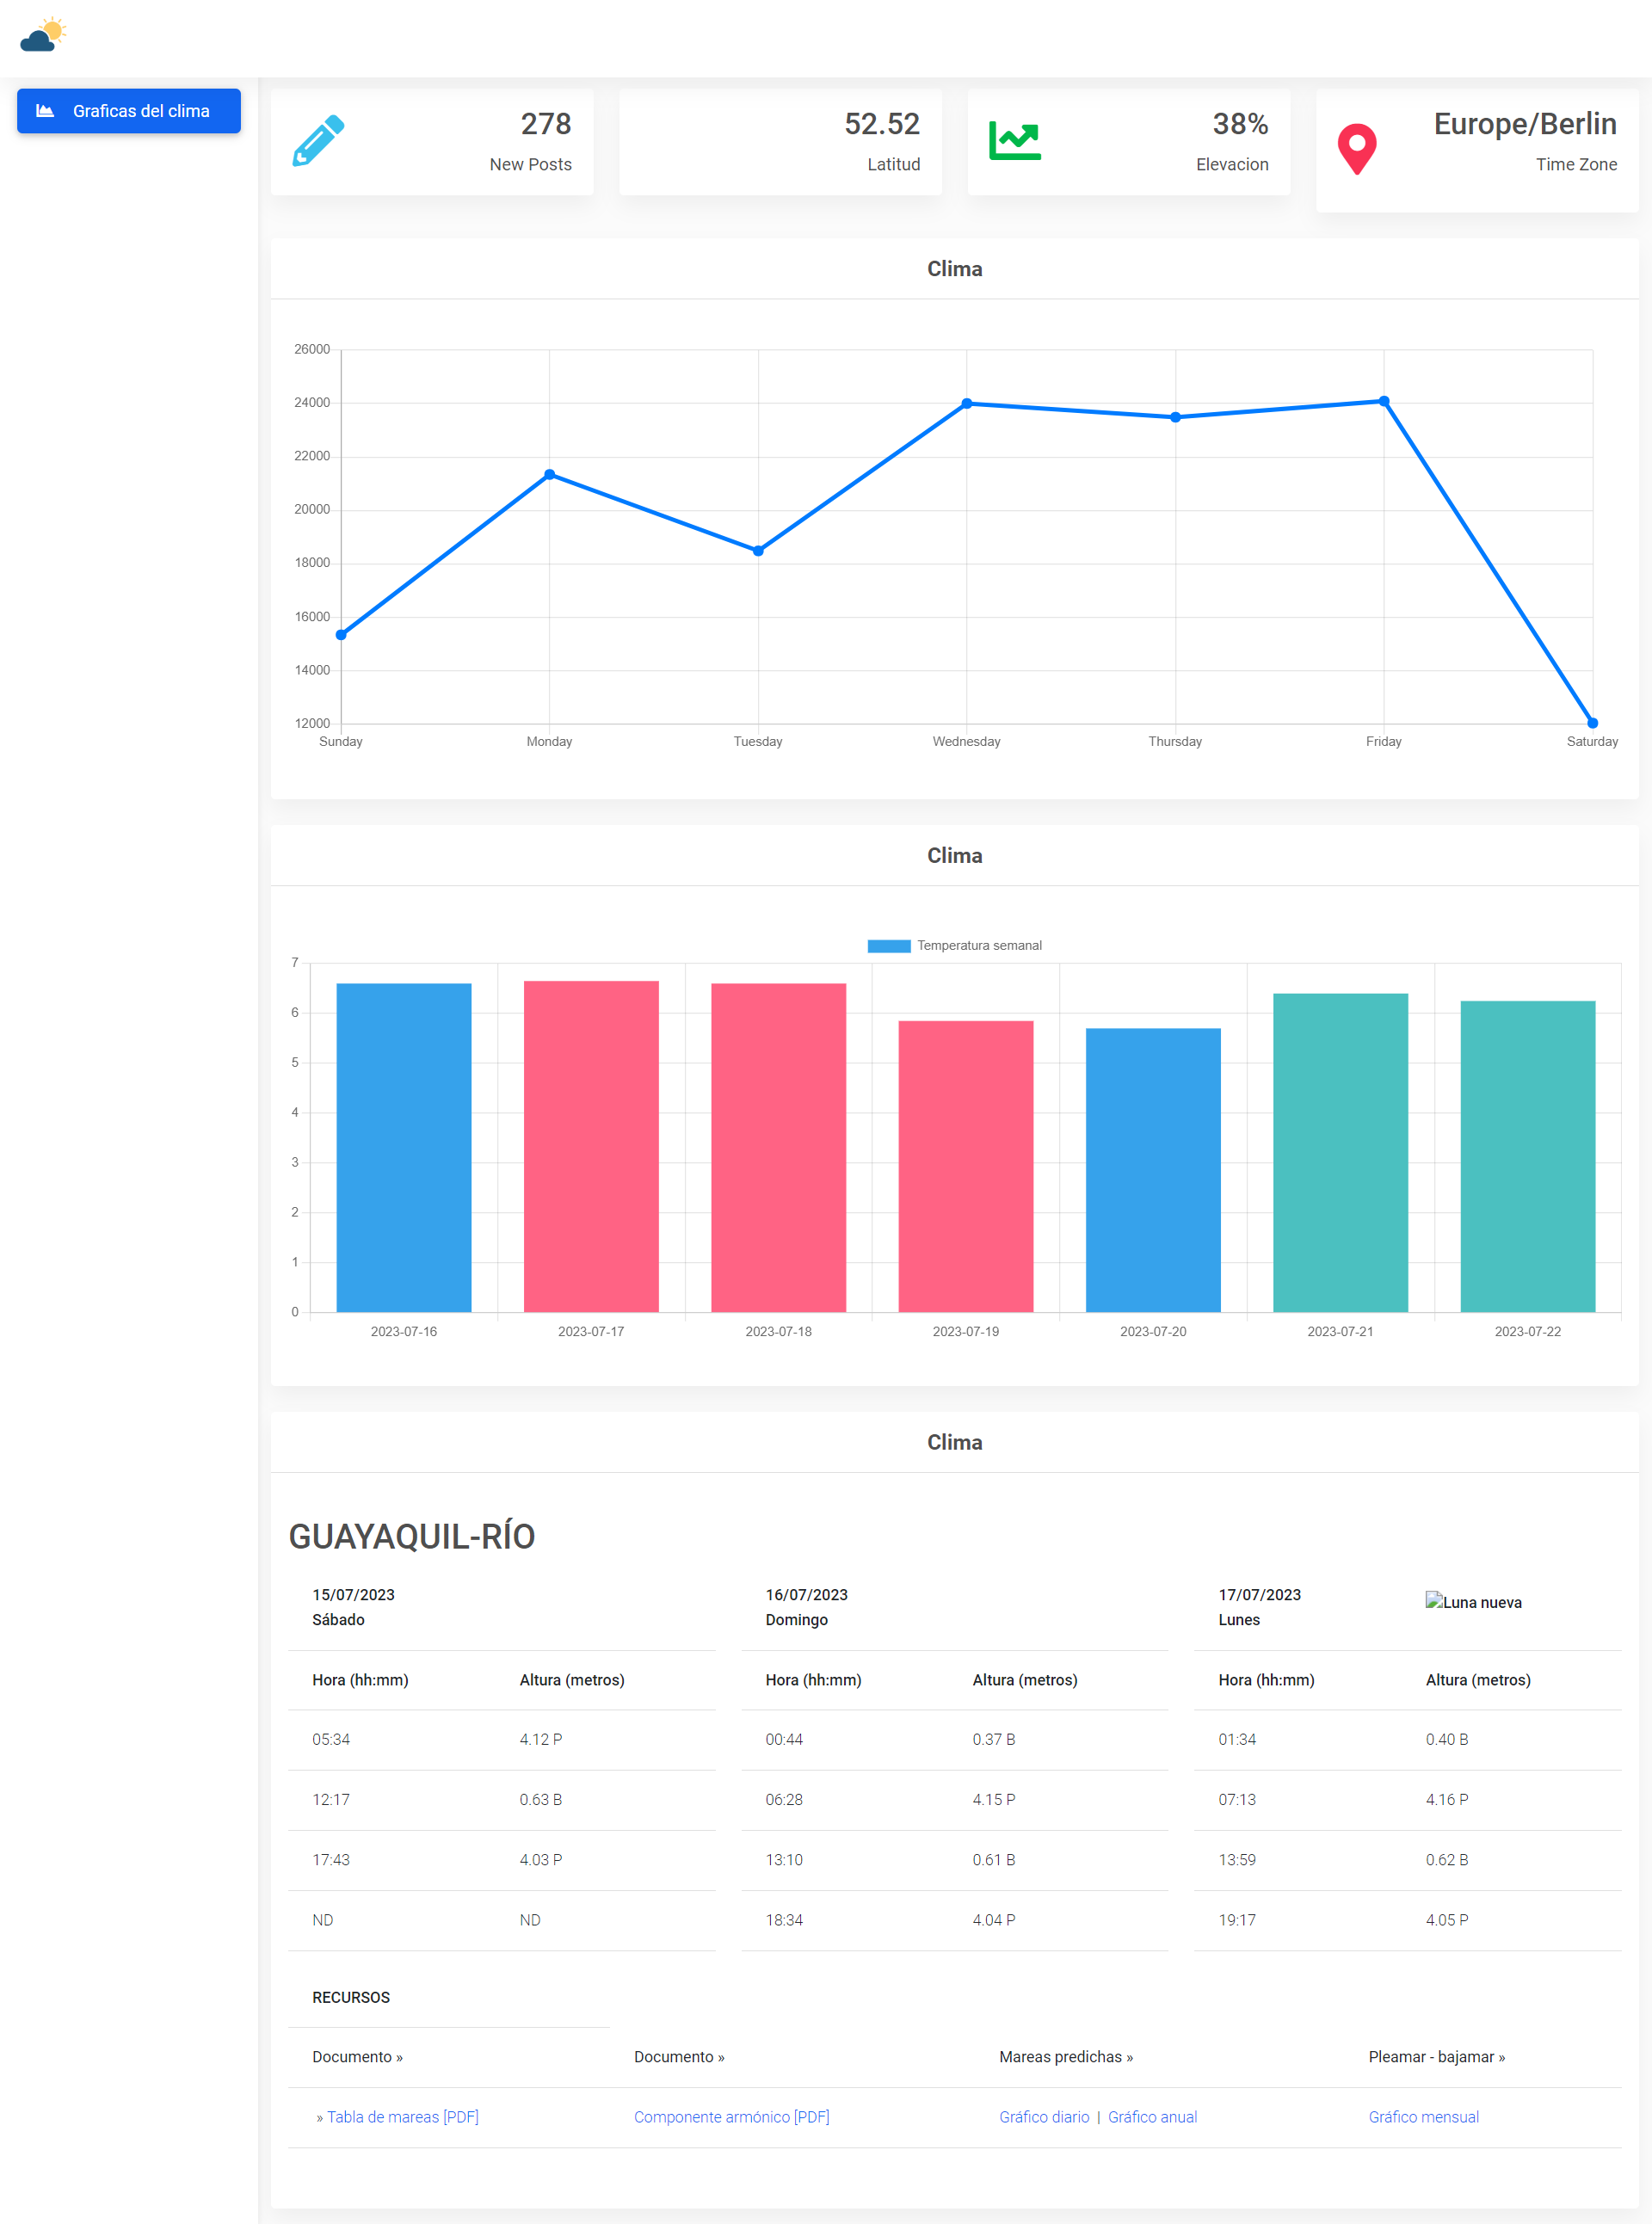 Graficas del clima
278
New Posts
52.52
Latitud
38%
Elevacion
Europe/Berlin
Time Zone
Clima
26000
24000
22000
20000
18000
16000
14000
12000
Sunday Monday Tuesday Wednesday Thursday Friday Saturday
Clima
Temperatura semanal
7
6
5
4
3
2
1
0
2023-07-16 2023-07-17 2023-07-18 2023-07-19 2023-07-20 2023-07-21 2023-07-22
Clima
GUAYAQUIL-RÍO
15/07/2023
Sábado
Hora (hh:mm) Altura (metros)
05:34 4.12 P
12:17 0.63 B
17:43 4.03 P
ND ND
16/07/2023
Domingo
Hora (hh:mm) Altura (metros)
00:44 0.37 B
06:28 4.15 P
13:10 0.61 B
18:34 4.04 P
17/07/2023
Lunes
Luna nueva
Hora (hh:mm) Altura (metros)
01:34 0.40 B
07:13 4.16 P
13:59 0.62 B
19:17 4.05 P
RECURSOS
Documento » Documento » Mareas predichas » Pleamar - bajamar »
» Tabla de mareas [PDF] Componente armónico [PDF] Gráfico diario | Gráfico anual Gráfico mensual